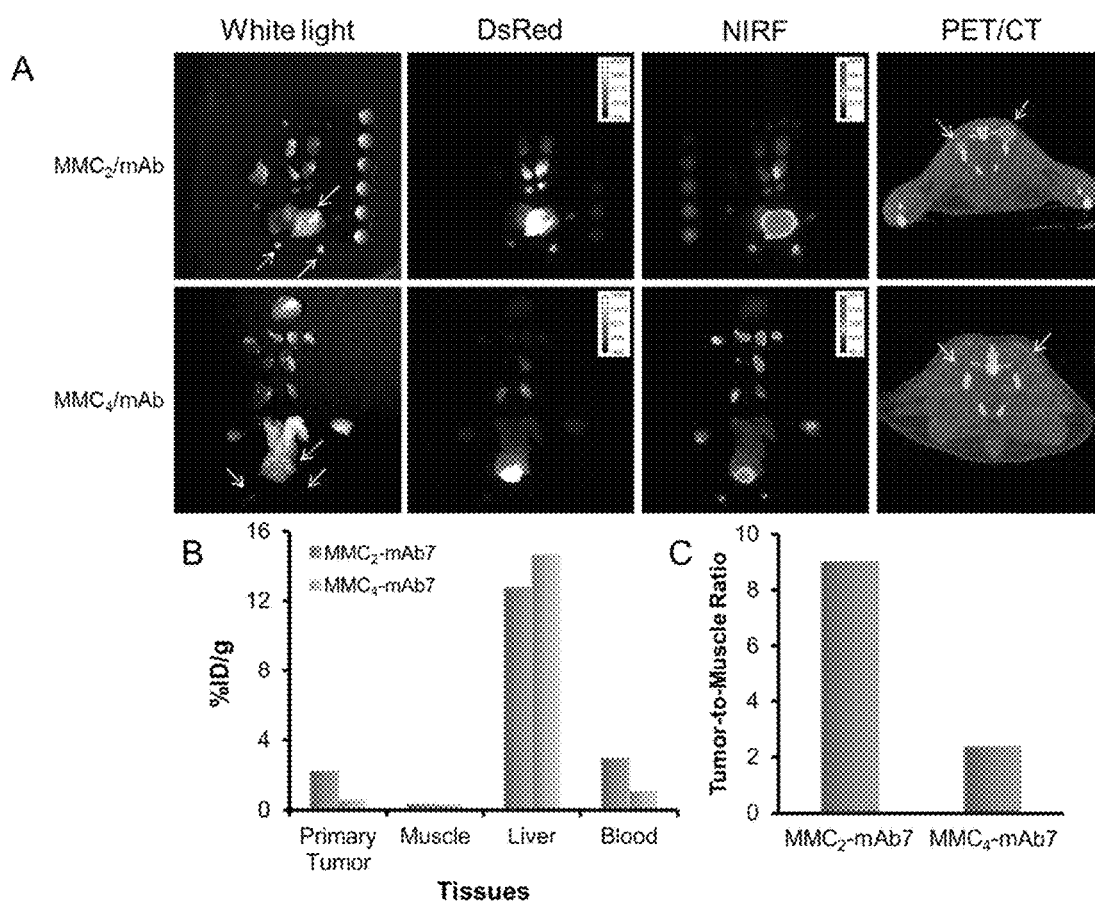 White light DsRed NIRF PET/CT
A
MMC₂/mAb
MMC₄/mAb
B
16
12
8
4
0
%ID/g
MMC₂-mAb7
MMC₄-mAb7
Primary Tumor
Muscle
Liver
Blood
Tissues
C
10
8
6
4
2
0
Tumor-to-Muscle Ratio
MMC₂-mAb7
MMC₄-mAb7